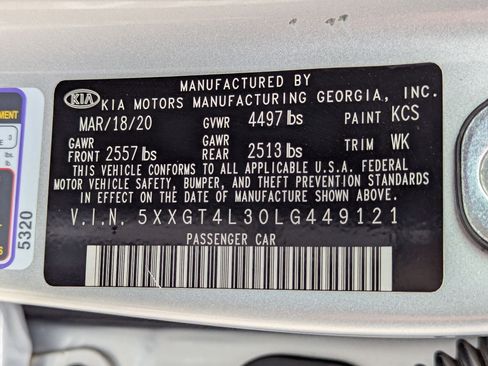 MANUFACTURED BY
KIA KIA MOTORS MANUFACTURING GEORGIA, INC.
MAR/18/20 GVWR 4497 lbs PAINT KCS
GAWR FRONT 2557 lbs GAWR REAR 2513 lbs TRIM WK
THIS VEHICLE CONFORMS TO ALL APPLICABLE U.S.A. FEDERAL
MOTOR VEHICLE SAFETY, BUMPER, AND THEFT PREVENTION STANDARDS
IN EFFECT ON THE DATE OF MANUFACTURE SHOWN ABOVE.
V.I.N. 5XXGT4L30LG449121
PASSENGER CAR
5320